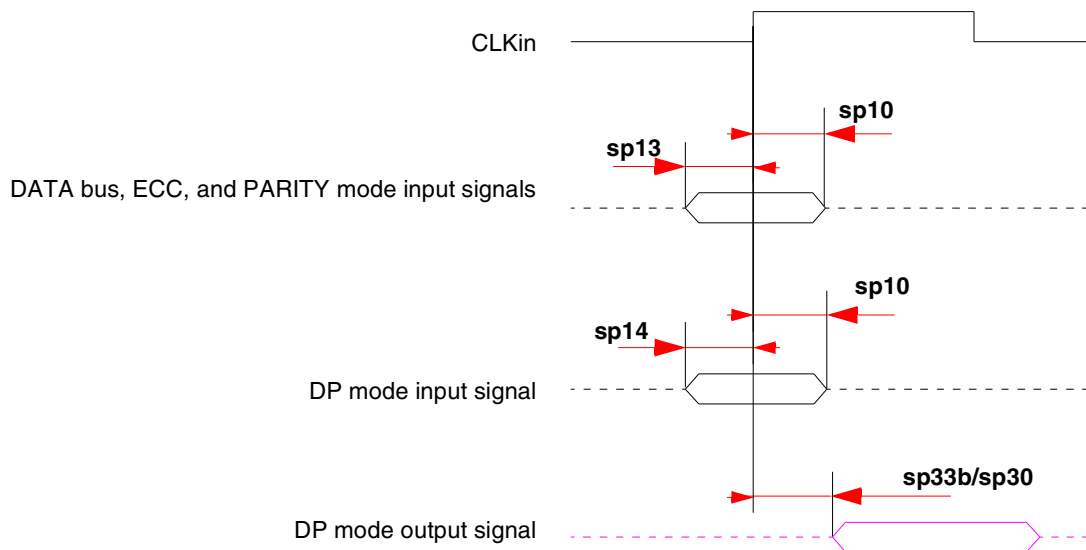 CLKin
sp10
sp13
DATA bus, ECC, and PARITY mode input signals
sp10
sp14
DP mode input signal
sp33b/sp30
DP mode output signal